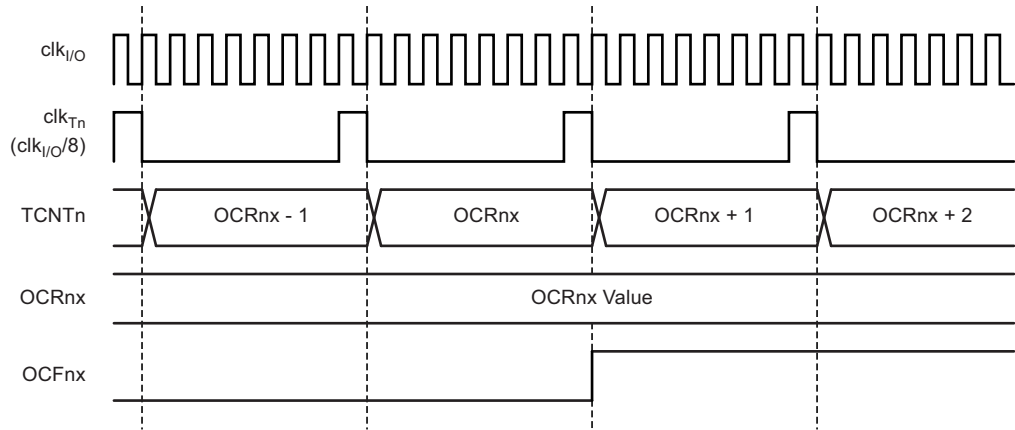 clkI/O
clkTn
(clkI/O/8)
TCNTn OCRnx - 1 OCRnx OCRnx + 1 OCRnx + 2
OCRnx OCRnx Value
OCFnx